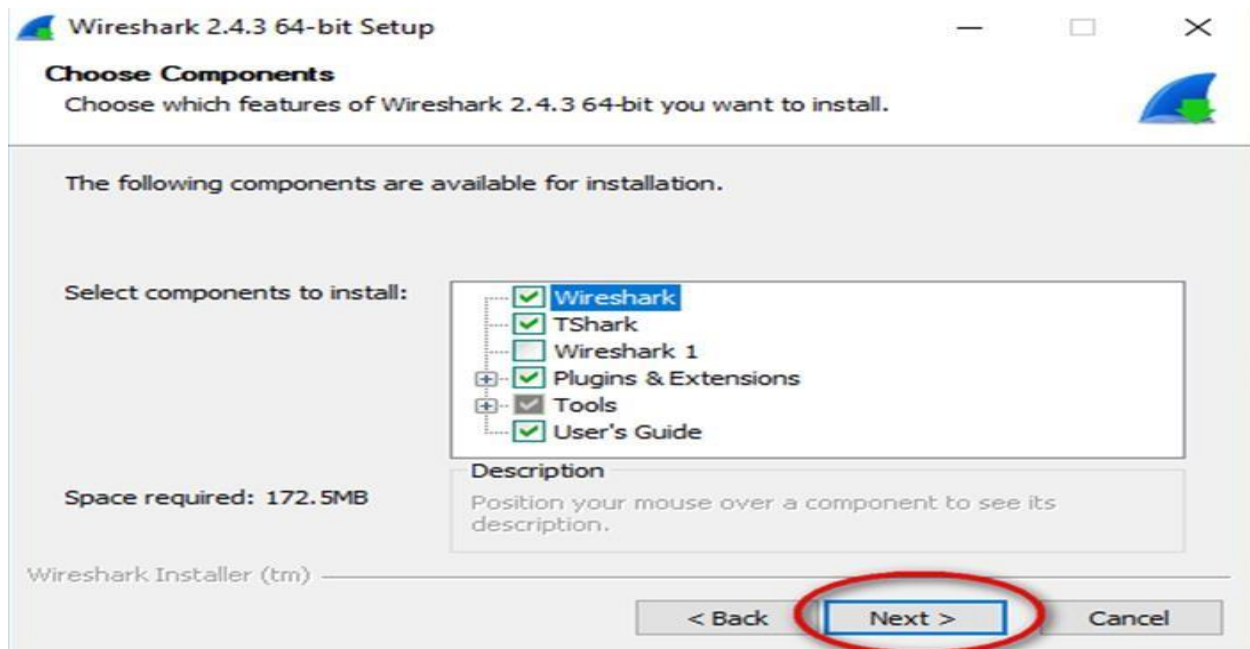 Wireshark 2.4.3 64-bit Setup
Choose Components
Choose which features of Wireshark 2.4.3 64-bit you want to install.
The following components are available for installation.
Select components to install:
Wireshark
TShark
Wireshark 1
Plugins & Extensions
Tools
User's Guide
Space required: 172.5MB
Description
Position your mouse over a component to see its
description.
Wireshark Installer (tm)
< Back
Next >
Cancel